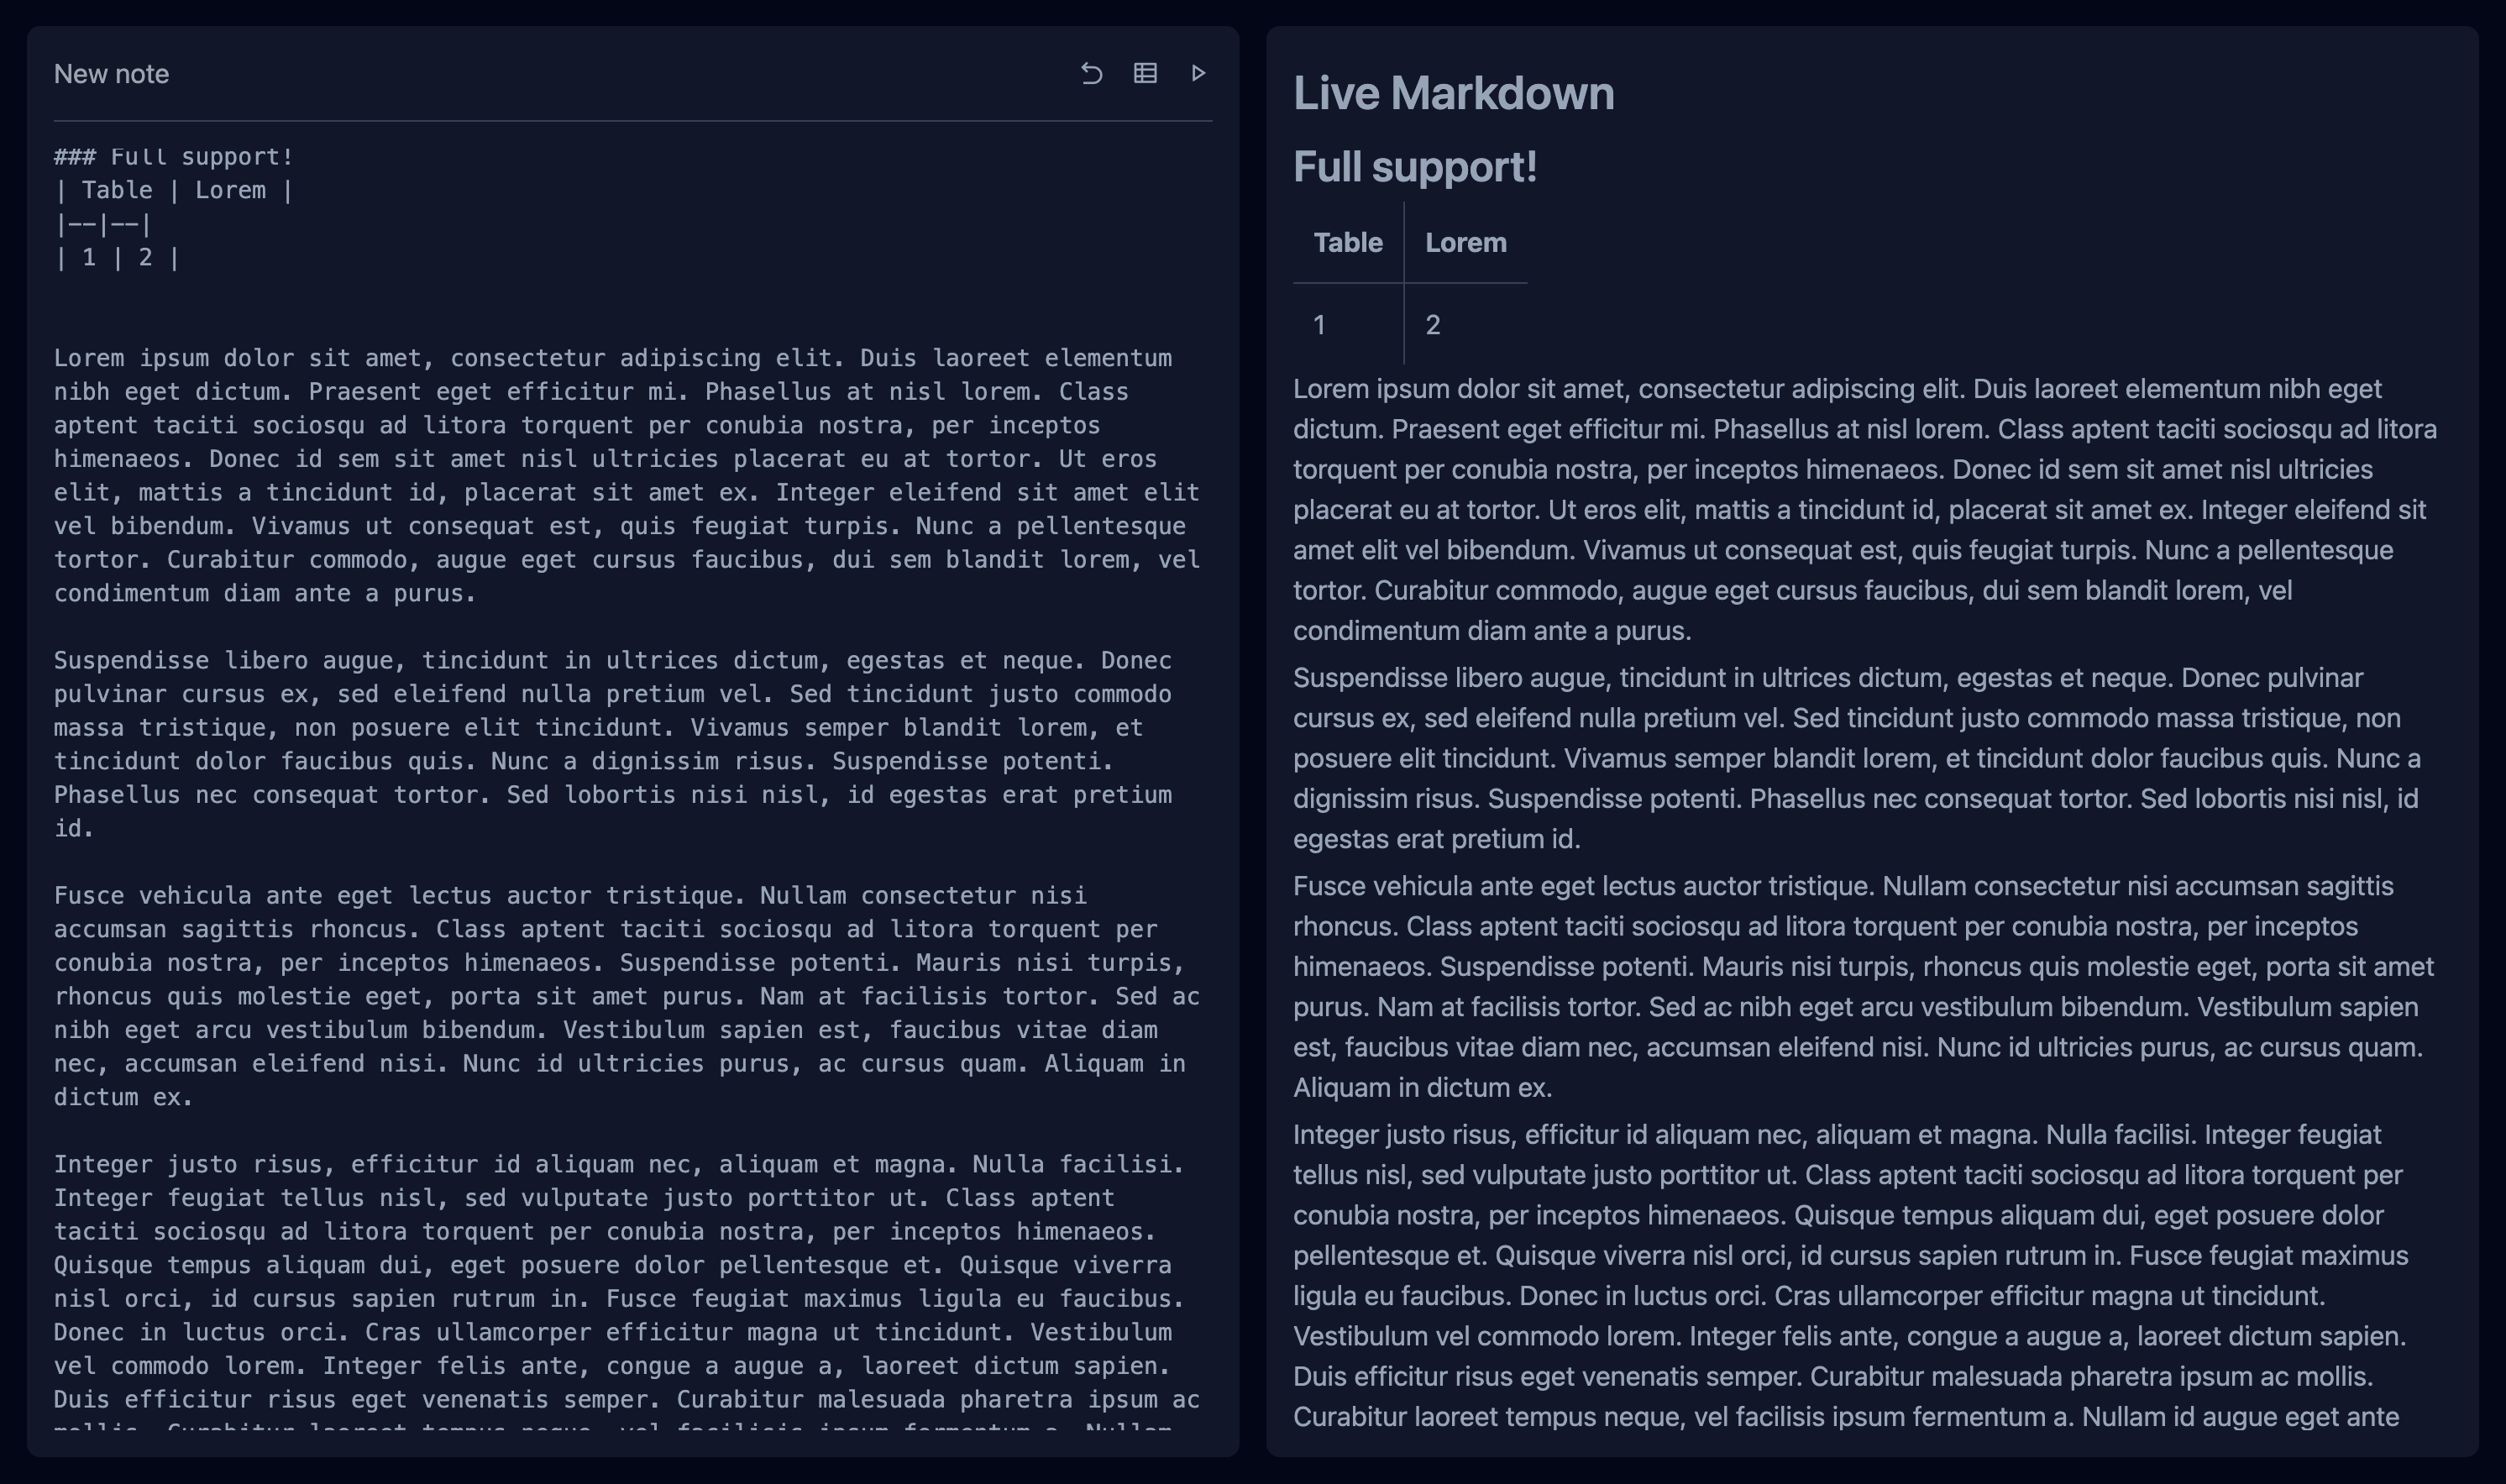 New note
### Full support!
| Table | Lorem |
|--|--|
| 1 | 2 |
Lorem ipsum dolor sit amet, consectetur adipiscing elit. Duis laoreet elementum
nibh eget dictum. Praesent eget efficitur mi. Phasellus at nisl lorem. Class
aptent taciti sociosqu ad litora torquent per conubia nostra, per inceptos
himenaeos. Donec id sem sit amet nisl ultricies placerat eu at tortor. Ut eros
elit, mattis a tincidunt id, placerat sit amet ex. Integer eleifend sit amet elit
vel bibendum. Vivamus ut consequat est, quis feugiat turpis. Nunc a pellentesque
tortor. Curabitur commodo, augue eget cursus faucibus, dui sem blandit lorem, vel
condimentum diam ante a purus.
Suspendisse libero augue, tincidunt in ultrices dictum, egestas et neque. Donec
pulvinar cursus ex, sed eleifend nulla pretium vel. Sed tincidunt justo commodo
massa tristique, non posuere elit tincidunt. Vivamus semper blandit lorem, et
tincidunt dolor faucibus quis. Nunc a dignissim risus. Suspendisse potenti.
Phasellus nec consequat tortor. Sed lobortis nisi nisl, id egestas erat pretium
id.
Fusce vehicula ante eget lectus auctor tristique. Nullam consectetur nisi
accumsan sagittis rhoncus. Class aptent taciti sociosqu ad litora torquent per
conubia nostra, per inceptos himenaeos. Suspendisse potenti. Mauris nisi turpis,
rhoncus quis molestie eget, porta sit amet purus. Nam at facilisis tortor. Sed ac
nibh eget arcu vestibulum bibendum. Vestibulum sapien est, faucibus vitae diam
nec, accumsan eleifend nisi. Nunc id ultricies purus, ac cursus quam. Aliquam in
dictum ex.
Integer justo risus, efficitur id aliquam nec, aliquam et magna. Nulla facilisi.
Integer feugiat tellus nisl, sed vulputate justo porttitor ut. Class aptent
taciti sociosqu ad litora torquent per conubia nostra, per inceptos himenaeos.
Quisque tempus aliquam dui, eget posuere dolor pellentesque et. Quisque viverra
nisl orci, id cursus sapien rutrum in. Fusce feugiat maximus ligula eu faucibus.
Donec in luctus orci. Cras ullamcorper efficitur magna ut tincidunt. Vestibulum
vel commodo lorem. Integer felis ante, congue a augue a, laoreet dictum sapien.
Duis efficitur risus eget venenatis semper. Curabitur malesuada pharetra ipsum ac
mollis. Curabitur laoreet tempus neque, vel facilisis ipsum fermentum a. Nullam
Live Markdown
Full support!
Table Lorem
1 2
Lorem ipsum dolor sit amet, consectetur adipiscing elit. Duis laoreet elementum nibh eget
dictum. Praesent eget efficitur mi. Phasellus at nisl lorem. Class aptent taciti sociosqu ad litora
torquent per conubia nostra, per inceptos himenaeos. Donec id sem sit amet nisl ultricies
placerat eu at tortor. Ut eros elit, mattis a tincidunt id, placerat sit amet ex. Integer eleifend sit
amet elit vel bibendum. Vivamus ut consequat est, quis feugiat turpis. Nunc a pellentesque
tortor. Curabitur commodo, augue eget cursus faucibus, dui sem blandit lorem, vel
condimentum diam ante a purus.
Suspendisse libero augue, tincidunt in ultrices dictum, egestas et neque. Donec pulvinar
cursus ex, sed eleifend nulla pretium vel. Sed tincidunt justo commodo massa tristique, non
posuere elit tincidunt. Vivamus semper blandit lorem, et tincidunt dolor faucibus quis. Nunc a
dignissim risus. Suspendisse potenti. Phasellus nec consequat tortor. Sed lobortis nisi nisl, id
egestas erat pretium id.
Fusce vehicula ante eget lectus auctor tristique. Nullam consectetur nisi accumsan sagittis
rhoncus. Class aptent taciti sociosqu ad litora torquent per conubia nostra, per inceptos
himenaeos. Suspendisse potenti. Mauris nisi turpis, rhoncus quis molestie eget, porta sit amet
purus. Nam at facilisis tortor. Sed ac nibh eget arcu vestibulum bibendum. Vestibulum sapien
est, faucibus vitae diam nec, accumsan eleifend nisi. Nunc id ultricies purus, ac cursus quam.
Aliquam in dictum ex.
Integer justo risus, efficitur id aliquam nec, aliquam et magna. Nulla facilisi. Integer feugiat
tellus nisl, sed vulputate justo porttitor ut. Class aptent taciti sociosqu ad litora torquent per
conubia nostra, per inceptos himenaeos. Quisque tempus aliquam dui, eget posuere dolor
pellentesque et. Quisque viverra nisl orci, id cursus sapien rutrum in. Fusce feugiat maximus
ligula eu faucibus. Donec in luctus orci. Cras ullamcorper efficitur magna ut tincidunt.
Vestibulum vel commodo lorem. Integer felis ante, congue a augue a, laoreet dictum sapien.
Duis efficitur risus eget venenatis semper. Curabitur malesuada pharetra ipsum ac mollis.
Curabitur laoreet tempus neque, vel facilisis ipsum fermentum a. Nullam id augue eget ante